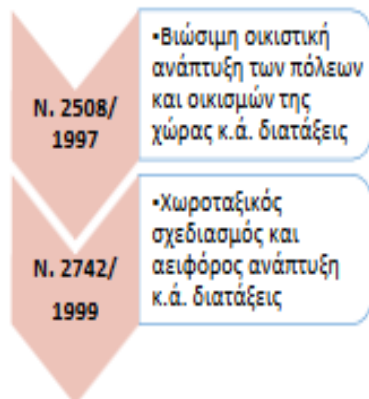 Ν. 2508/
1997
•Βιώσιμη οικιστική
ανάπτυξη των πόλεων
και οικισμών της
χώρας κ.ά. διατάξεις
Ν. 2742/
1999
•Χωροταξικός
σχεδιασμός και
αειφόρος ανάπτυξη
κ.ά. διατάξεις